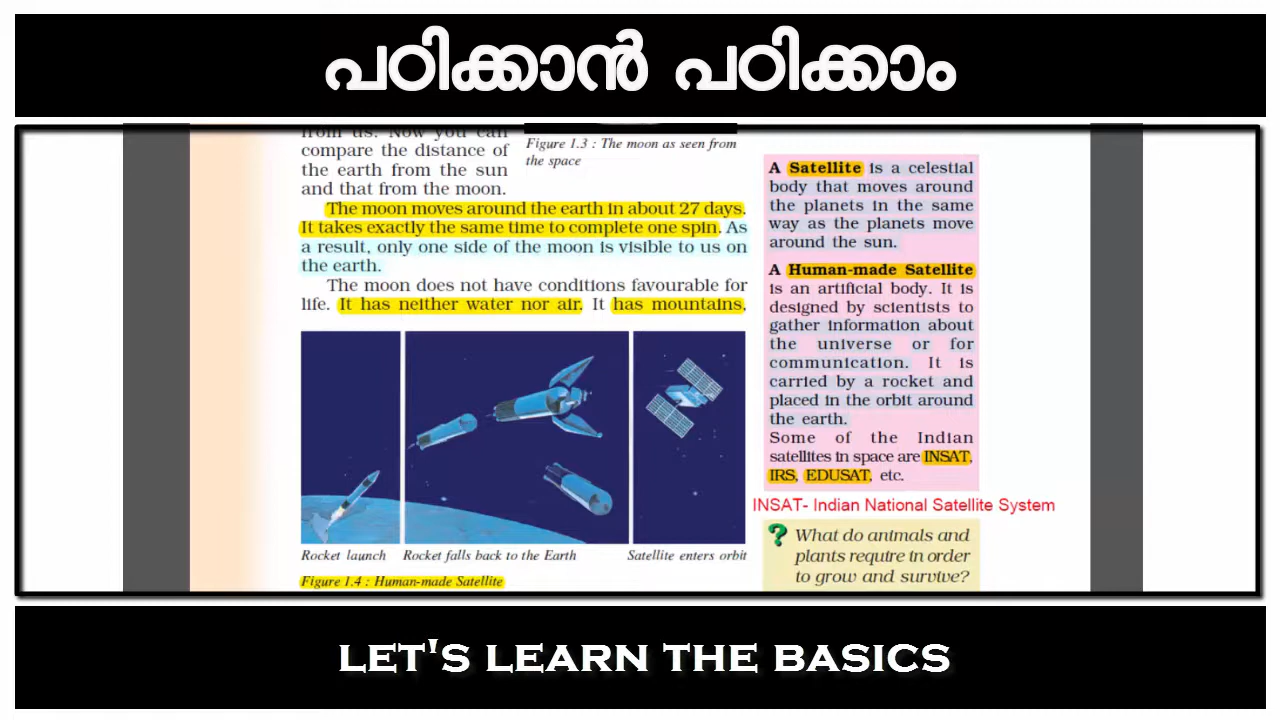 പഠിക്കാൻ പഠിക്കാം
from us. Now you can
compare the distance of
the earth from the sun
and that from the moon.
Figure 1.3 : The moon as seen from
the space
The moon moves around the earth in about 27 days.
It takes exactly the same time to complete one spin. As
a result, only one side of the moon is visible to us on
the earth.
The moon does not have conditions favourable for
life. It has neither water nor air. It has mountains,
Rocket launch
Rocket falls back to the Earth
Satellite enters orbit
Figure 1.4 : Human-made Satellite
A Satellite is a celestial
body that moves around
the planets in the same
way as the planets move
around the sun.
A Human-made Satellite
is an artificial body. It is
designed by scientists to
gather information about
the universe or for
communication. It is
carried by a rocket and
placed in the orbit around
the earth.
Some of the Indian
satellites in space are INSAT,
IRS, EDUSAT, etc.
INSAT- Indian National Satellite System
? What do animals and
plants require in order
to grow and survive?
LET'S LEARN THE BASICS